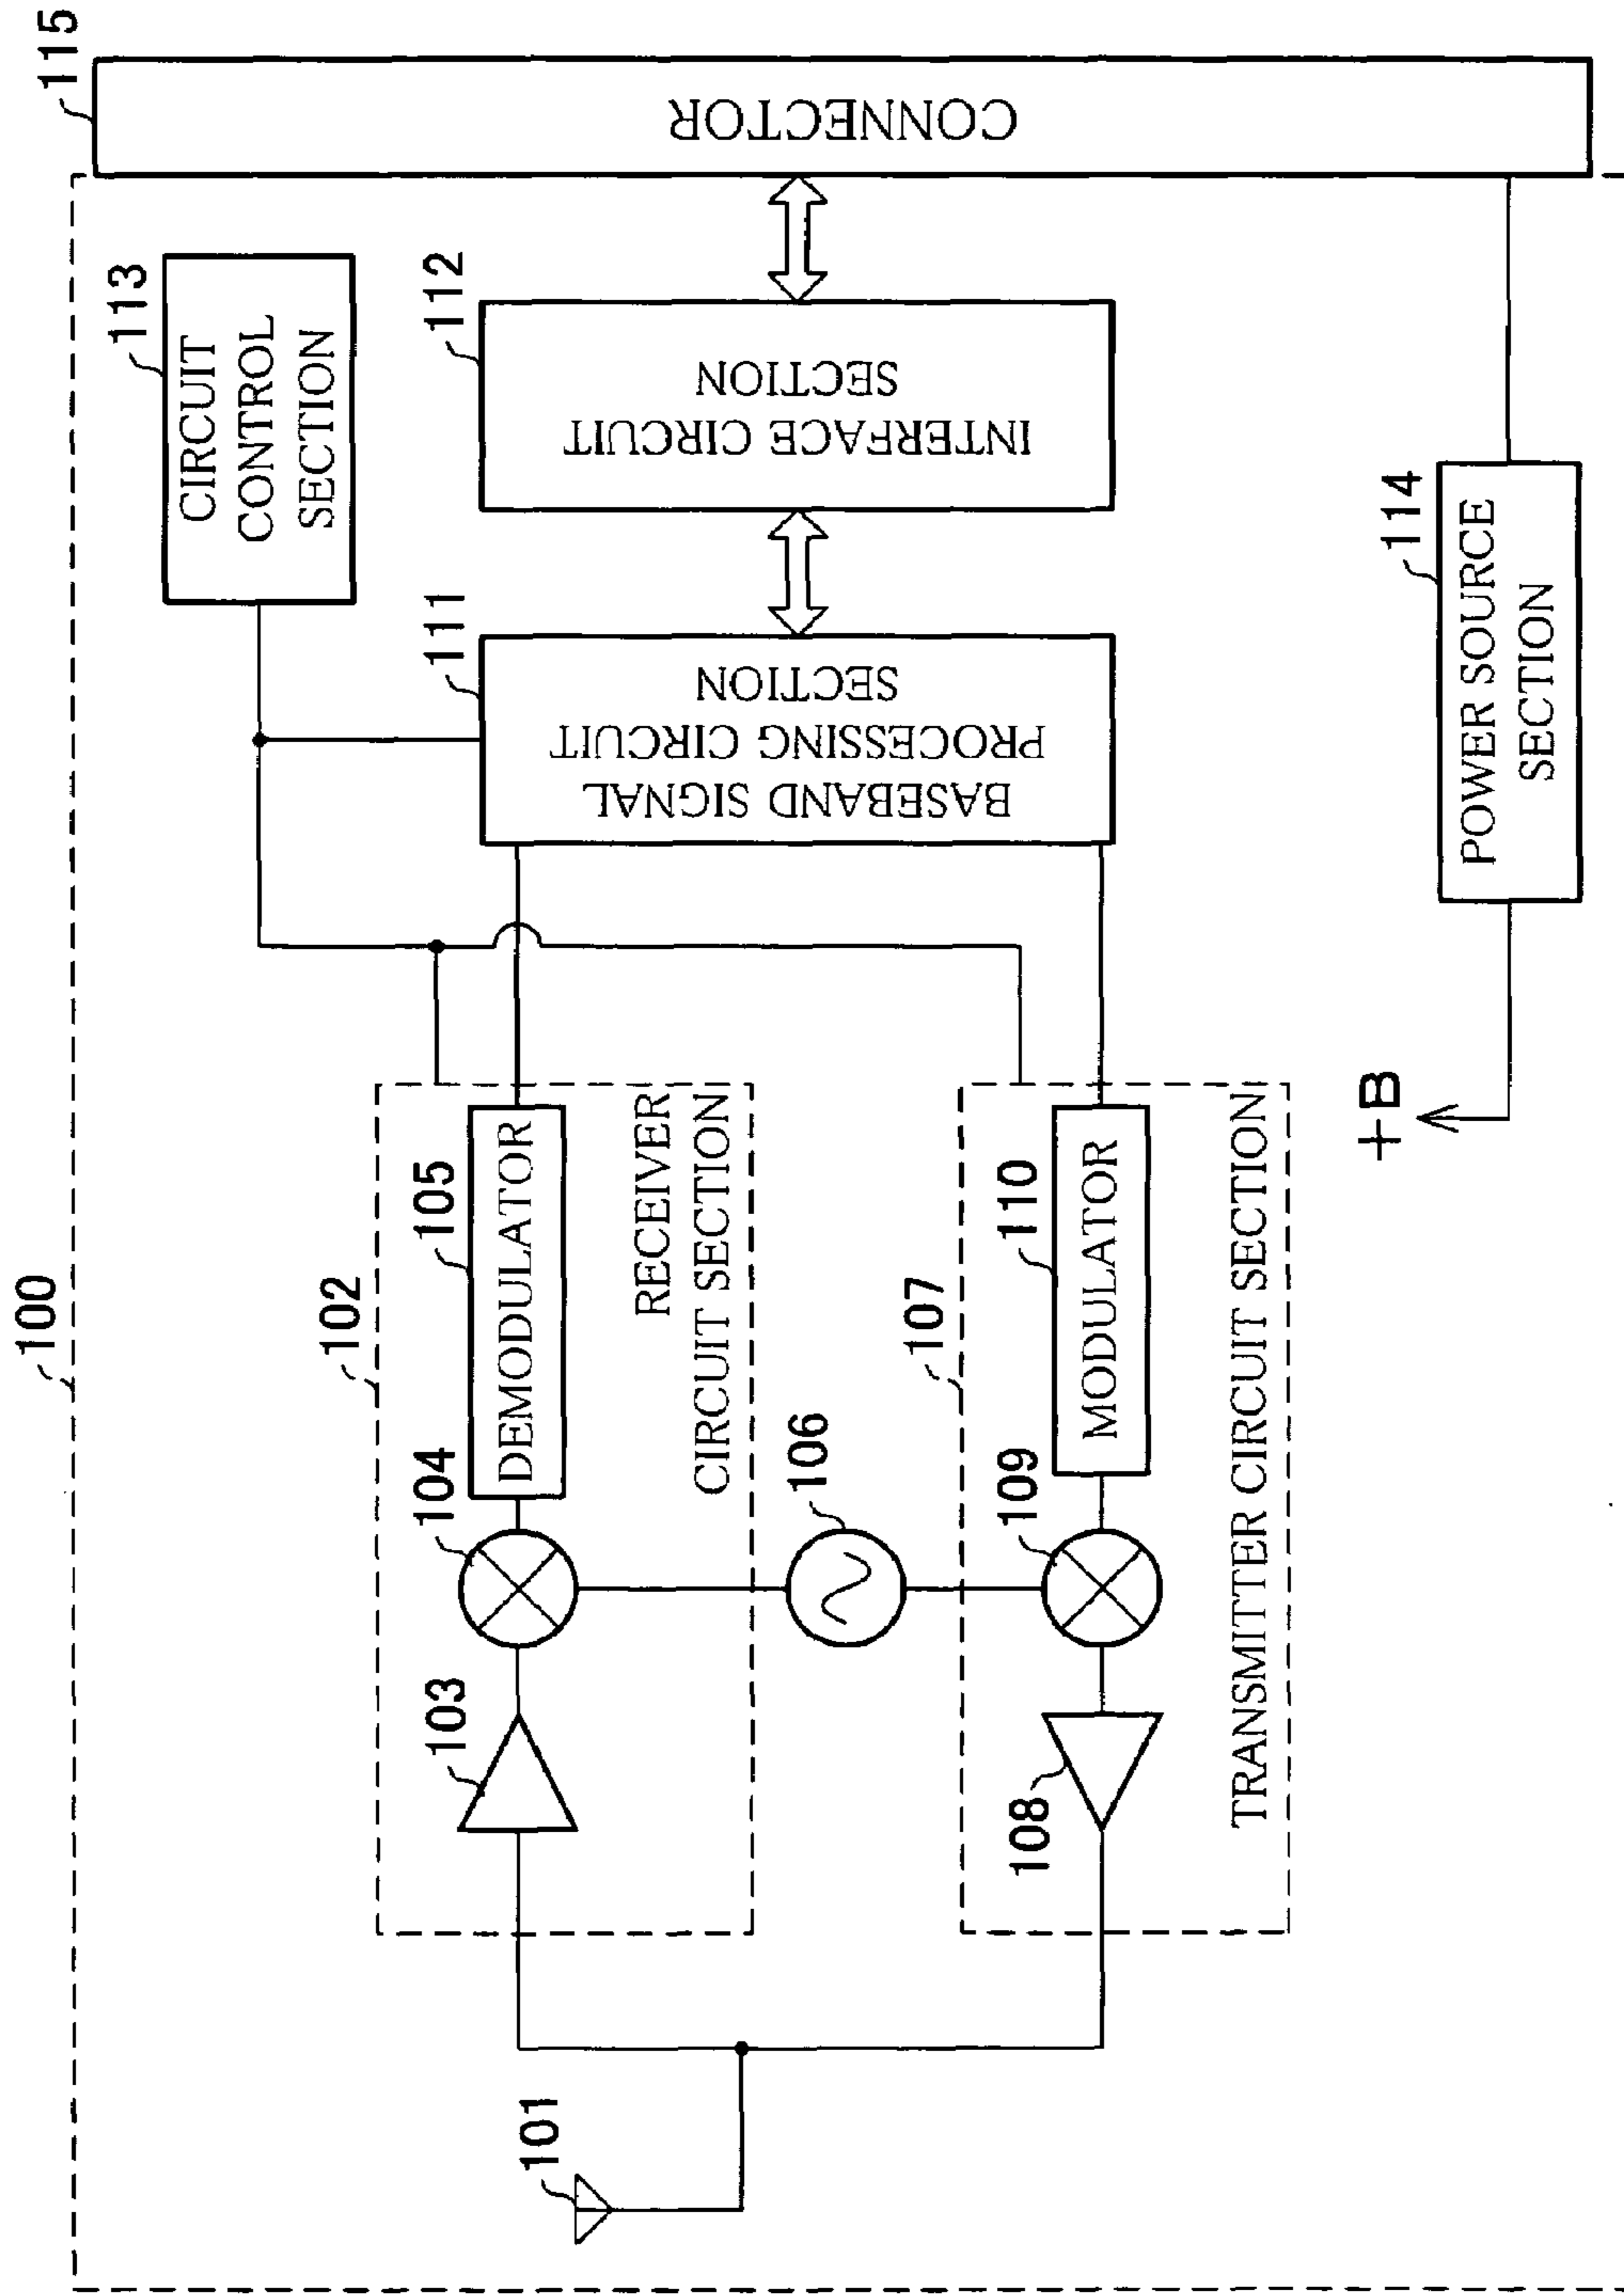 100
101
102
103
104
105
DEMODULATOR
RECEIVER
CIRCUIT SECTION
106
107
108
109
110
MODULATOR
TRANSMITTER CIRCUIT SECTION
111
BASEBAND SIGNAL
PROCESSING CIRCUIT
SECTION
112
INTERFACE CIRCUIT
SECTION
113
CIRCUIT
CONTROL
SECTION
+B
114
POWER SOURCE
SECTION
115
CONNECTOR